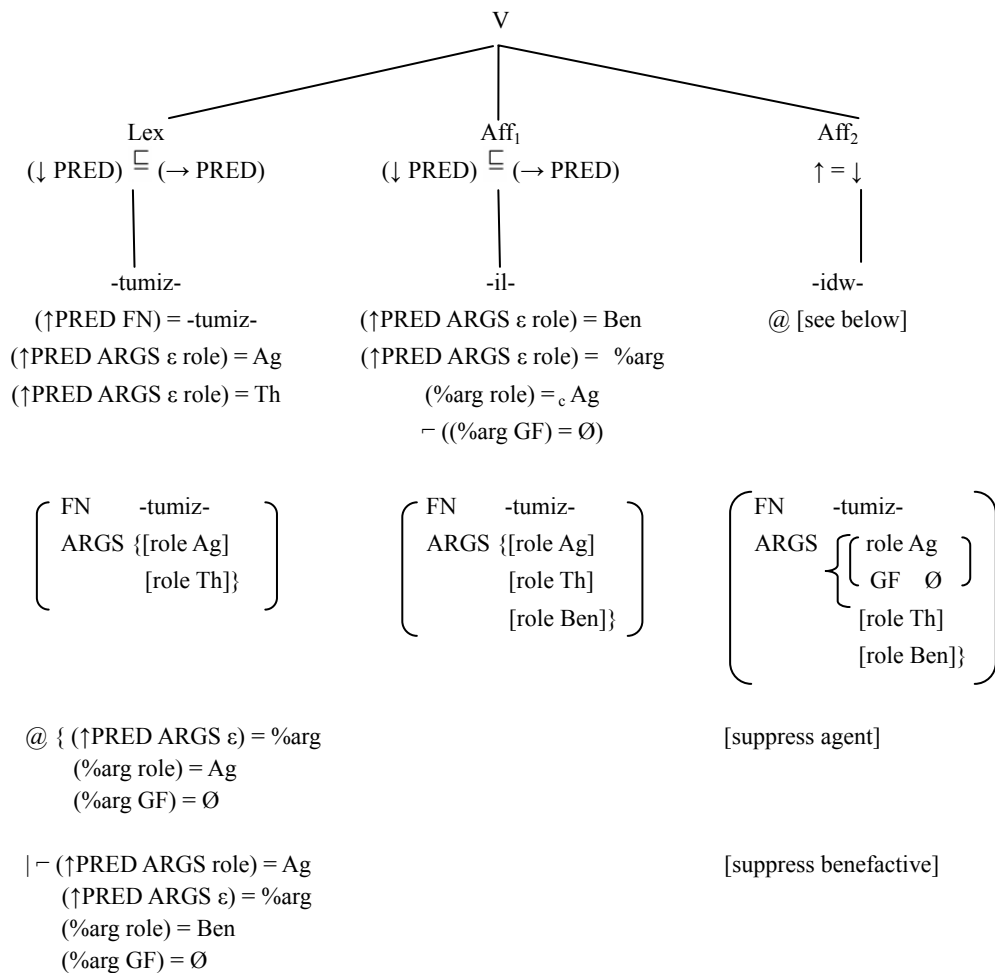 V
Lex Aff₁ Aff₂
(↓ PRED) ⊑ (→ PRED) (↓ PRED) ⊑ (→ PRED) ↑ = ↓
-tumiz- -il- -idw-
(↑PRED FN) = -tumiz- (↑PRED ARGS ε role) = Ben @ [see below]
(↑PRED ARGS ε role) = Ag (↑PRED ARGS ε role) = %arg
(↑PRED ARGS ε role) = Th (%arg role) =c Ag
¬ ((%arg GF) = Ø)
FN -tumiz- FN -tumiz- FN -tumiz-
ARGS {[role Ag] ARGS {[role Ag] ARGS { role Ag
[role Th]} [role Th] GF Ø
[role Ben]} [role Th]
[role Ben]}
@ { (↑PRED ARGS ε) = %arg [suppress agent]
(%arg role) = Ag
(%arg GF) = Ø
| ¬ (↑PRED ARGS role) = Ag [suppress benefactive]
(↑PRED ARGS ε) = %arg
(%arg role) = Ben
(%arg GF) = Ø